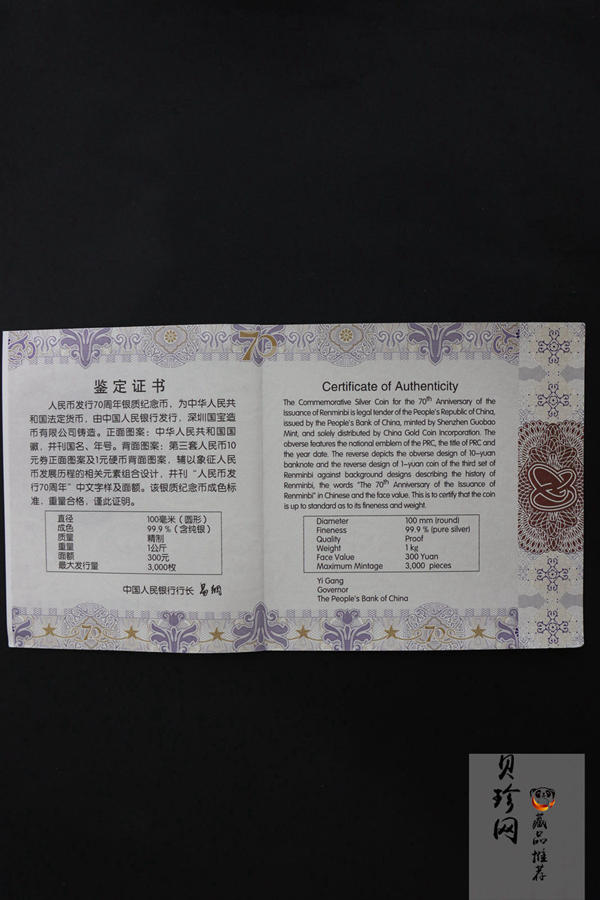 70
鉴定证书
人民币发行70周年银质纪念币，为中华人民共
和国法定货币，由中国人民银行发行，深圳国宝造
币有限公司铸造。正面图案：中华人民共和国国
徽，并刊国名、年号。背面图案：第三套人民币10
元券正面图案及1元硬币背面图案，辅以象征人民
币发展历程的相关元素组合设计，并刊“人民币发
行70周年”中文字样及面额。该银质纪念币成色标
准，重量合格，谨此证明。
直径 100毫米（圆形）
成色 99.9％（含纯银）
质量 精制
重量 1公斤
面额 300元
最大发行量 3,000枚
中国人民银行行长 易纲
70
Certificate of Authenticity
The Commemorative Silver Coin for the 70th Anniversary of the
Issuance of Renminbi is legal tender of the People's Republic of China,
issued by the People's Bank of China, minted by Shenzhen Guobao
Mint, and solely distributed by China Gold Coin Incorporation. The
obverse features the national emblem of the PRC, the title of PRC and
the year date. The reverse depicts the obverse design of 10-yuan
banknote and the reverse design of 1-yuan coin of the third set of
Renminbi against background designs describing the history of
Renminbi, the words "The 70th Anniversary of the Issuance of
Renminbi" in Chinese and the face value. This is to certify that the coin
is up to standard as to its fineness and weight.
Diameter 100 mm (round)
Fineness 99.9 % (pure silver)
Quality Proof
Weight 1 kg
Face Value 300 Yuan
Maximum Mintage 3,000 pieces
Yi Gang
Governor
The People's Bank of China
70
贝珍网
藏品推荐